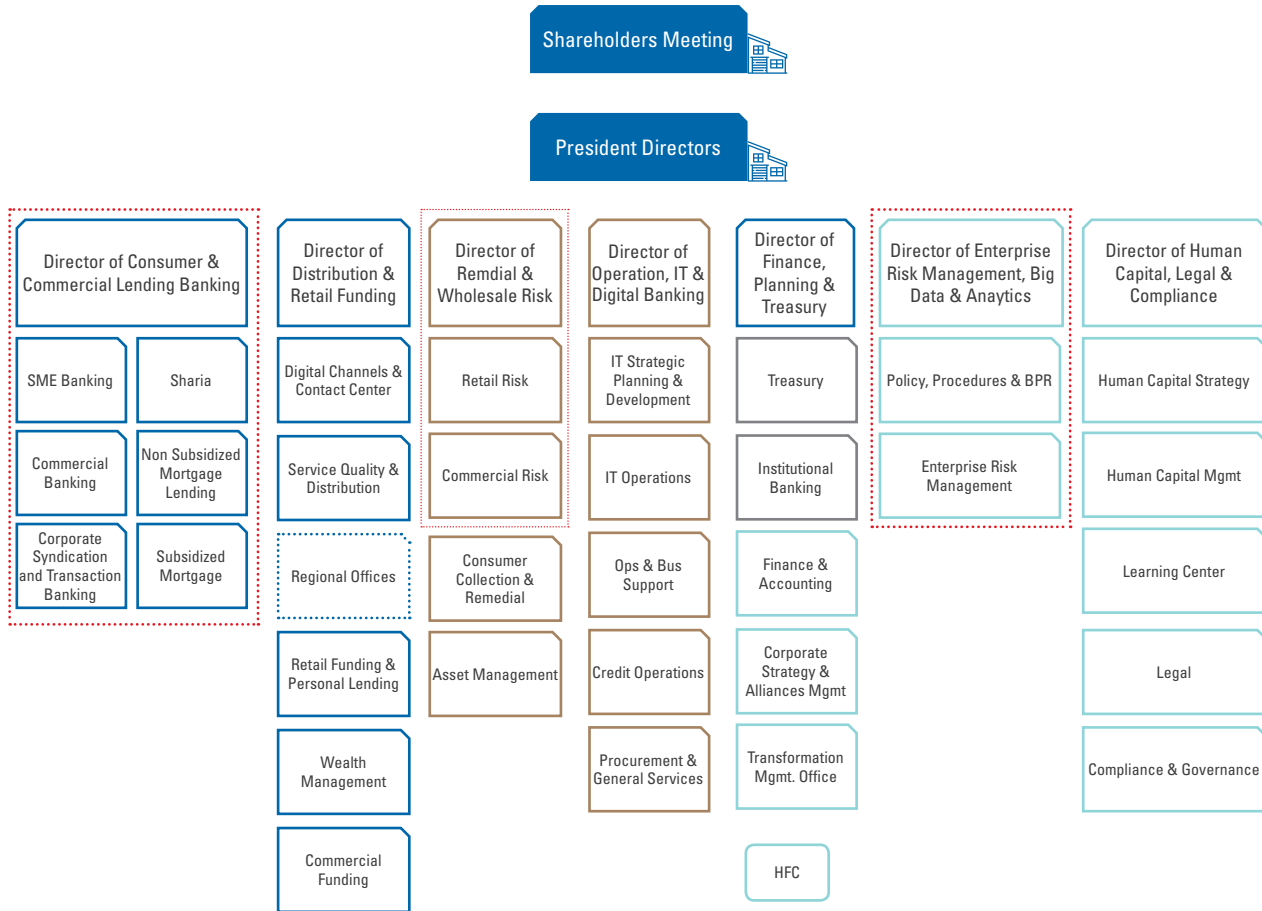 Shareholders Meeting
President Directors
Director of Consumer &
Commercial Lending Banking
SME Banking
Sharia
Commercial
Banking
Non Subsidized
Mortgage
Lending
Corporate
Syndication
and Transaction
Banking
Subsidized
Mortgage
Director of
Distribution &
Retail Funding
Digital Channels &
Contact Center
Service Quality &
Distribution
Regional Offices
Retail Funding &
Personal Lending
Wealth
Management
Commercial
Funding
Director of
Remdial &
Wholesale Risk
Retail Risk
Commercial Risk
Consumer
Collection &
Remedial
Asset Management
Director of
Operation, IT &
Digital Banking
IT Strategic
Planning &
Development
IT Operations
Ops & Bus
Support
Credit Operations
Procurement &
General Services
Director of
Finance,
Planning &
Treasury
Treasury
Institutional
Banking
Finance &
Accounting
Corporate
Strategy &
Alliances Mgmt
Transformation
Mgmt. Office
HFC
Director of Enterprise
Risk Management, Big
Data & Anaytics
Policy, Procedures & BPR
Enterprise Risk
Management
Director of Human
Capital, Legal &
Compliance
Human Capital Strategy
Human Capital Mgmt
Learning Center
Legal
Compliance & Governance